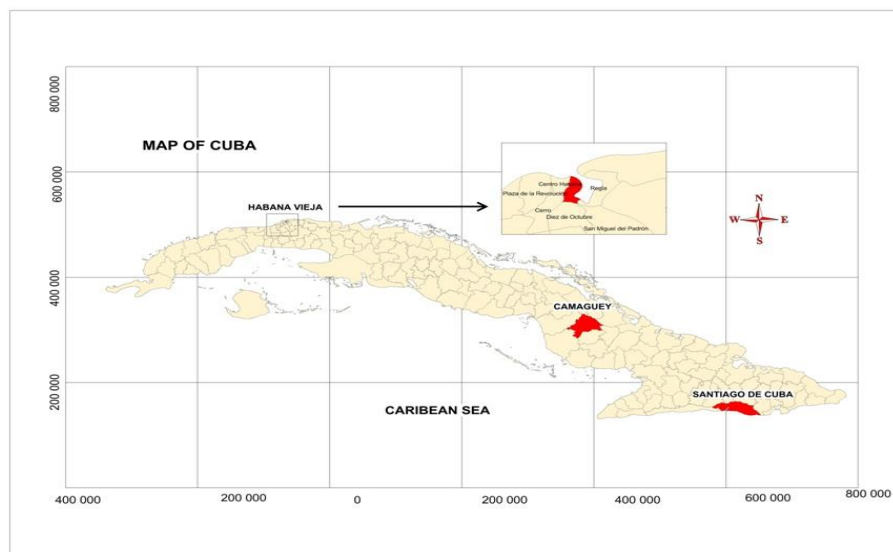 MAP OF CUBA
800 000
600 000
400 000
200 000
HABANA VIEJA
Centro Habana
Regla
Plaza de la Revolución
Cerro
Diez de Octubre
San Miguel del Padrón
N
W
E
S
CAMAGUEY
SANTIAGO DE CUBA
CARIBEAN SEA
400 000
200 000
0
200 000
400 000
600 000
800 000